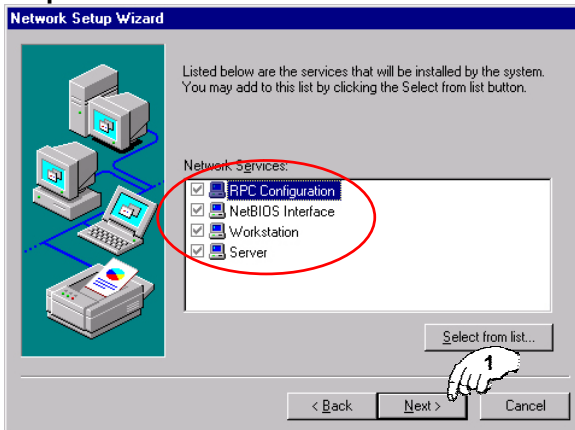 Network Setup Wizard
Listed below are the services that will be installed by the system.
You may add to this list by clicking the Select from list button.
Network Services:
RPC Configuration
NetBIOS Interface
Workstation
Server
Select from list...
1
< Back
Next >
Cancel